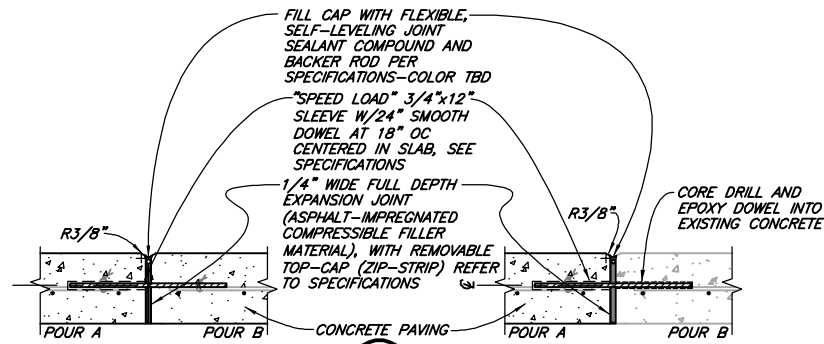 FILL CAP WITH FLEXIBLE,
SELF-LEVELING JOINT
SEALANT COMPOUND AND
BACKER ROD PER
SPECIFICATIONS-COLOR TBD
"SPEED LOAD" 3/4"x12"
SLEEVE W/24" SMOOTH
DOWEL AT 18" OC
CENTERED IN SLAB, SEE
SPECIFICATIONS
1/4" WIDE FULL DEPTH
EXPANSION JOINT
(ASPHALT-IMPREGNATED
COMPRESSIBLE FILLER
MATERIAL), WITH REMOVABLE
TOP-CAP (ZIP-STRIP) REFER
TO SPECIFICATIONS
R3/8"
R3/8"
CORE DRILL AND
EPOXY DOWEL INTO
EXISTING CONCRETE
℄
POUR A
POUR B
CONCRETE PAVING
POUR A
POUR B